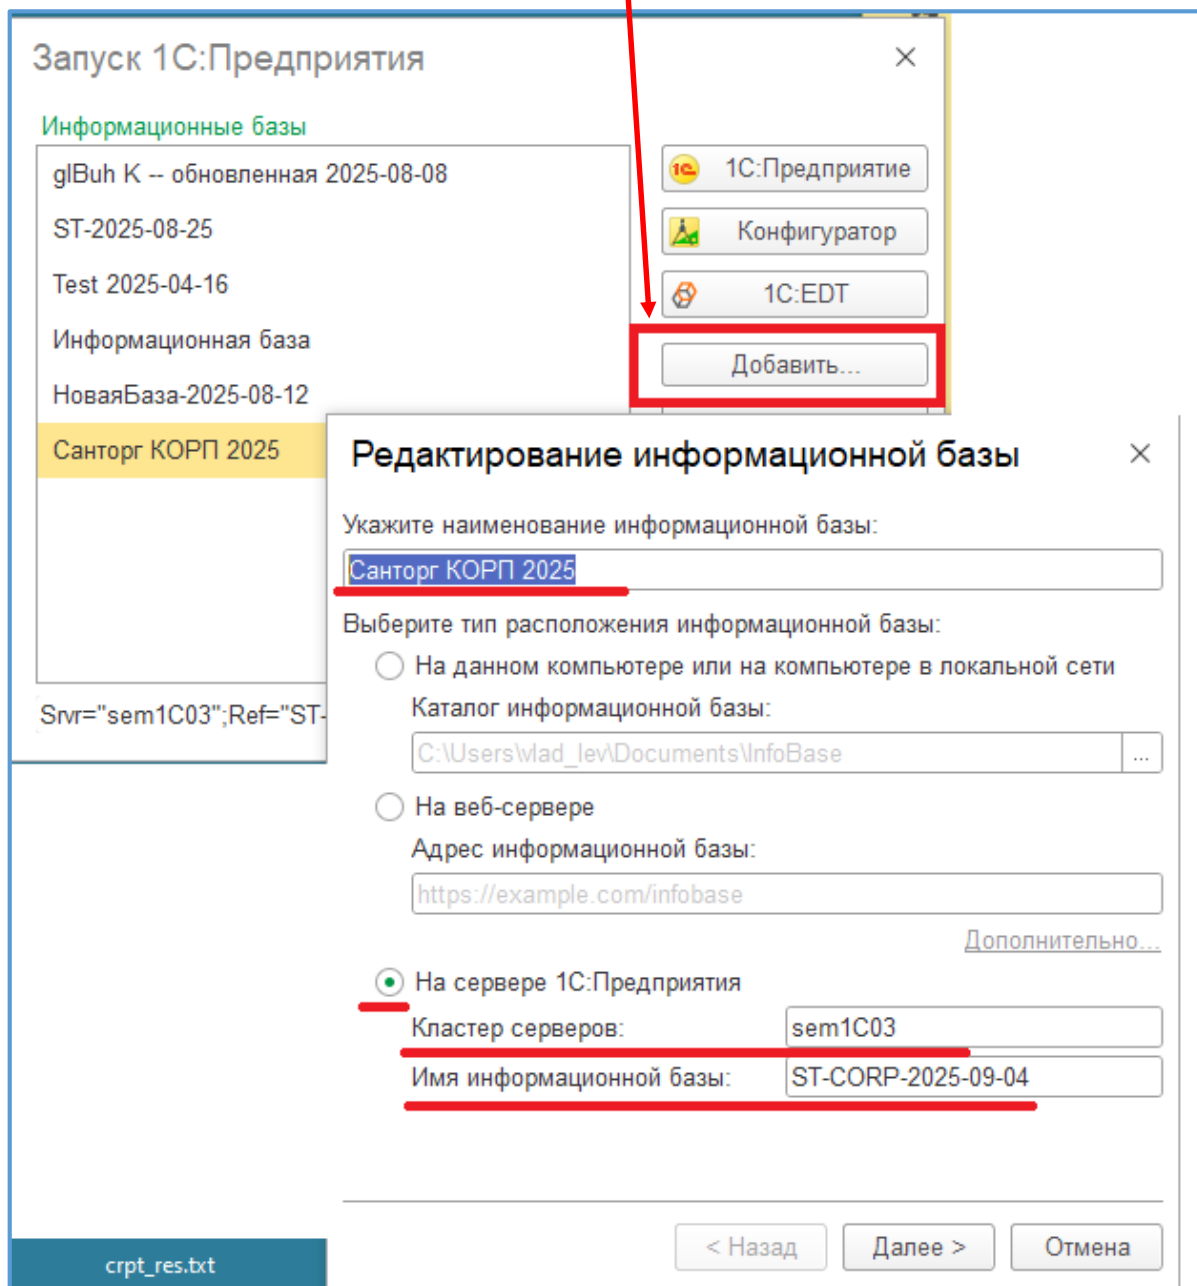 Запуск 1С:Предприятия
Информационные базы
glBuh К -- обновленная 2025-08-08
ST-2025-08-25
Test 2025-04-16
Информационная база
НоваяБаза-2025-08-12
Санторг КОРП 2025
1С:Предприятие
Конфигуратор
1C:EDT
Добавить...
Srvr="sem1C03";Ref="ST-
Редактирование информационной базы
Укажите наименование информационной базы:
Санторг КОРП 2025
Выберите тип расположения информационной базы:
На данном компьютере или на компьютере в локальной сети
Каталог информационной базы:
C:\Users\vlad_lev\Documents\InfoBase
...
На веб-сервере
Адрес информационной базы:
https://example.com/infobase
Дополнительно...
На сервере 1С:Предприятия
Кластер серверов: sem1C03
Имя информационной базы: ST-CORP-2025-09-04
< Назад
Далее >
Отмена
crpt_res.txt